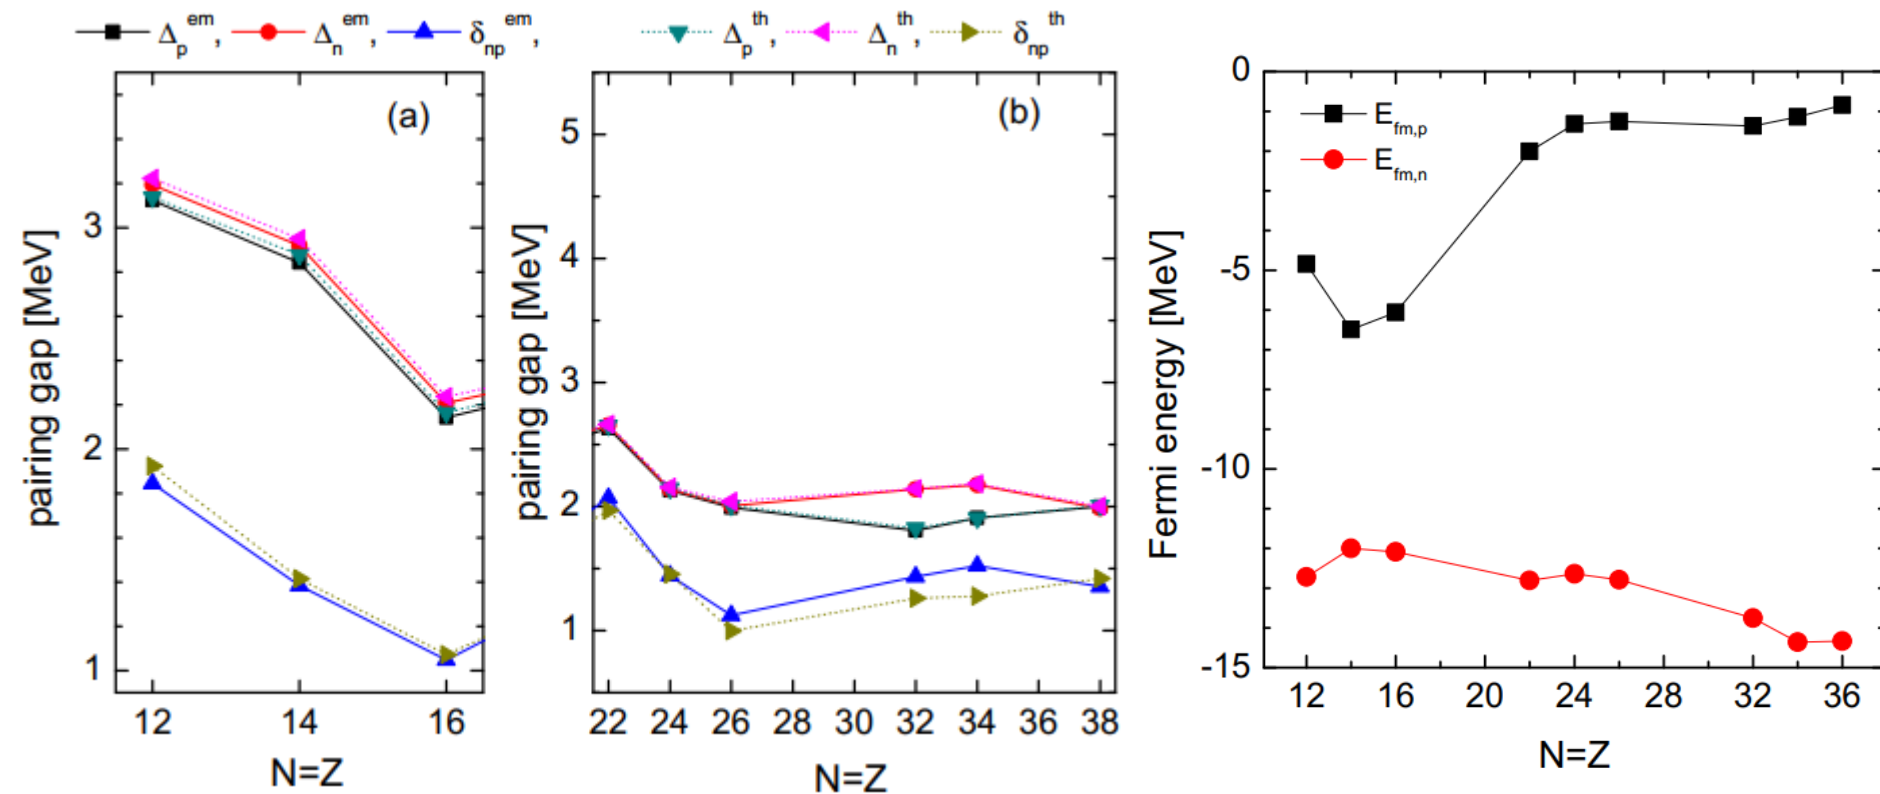 Δp^em, Δn^em, δnp^em, Δp^th, Δn^th, δnp^th
(a)
pairing gap [MeV]
3
2
1
12 14 16
N=Z
(b)
pairing gap [MeV]
5
4
3
2
1
22 24 26 28 30 32 34 36 38
N=Z
E_fm,p
E_fm,n
Fermi energy [MeV]
0
-5
-10
-15
12 16 20 24 28 32 36
N=Z